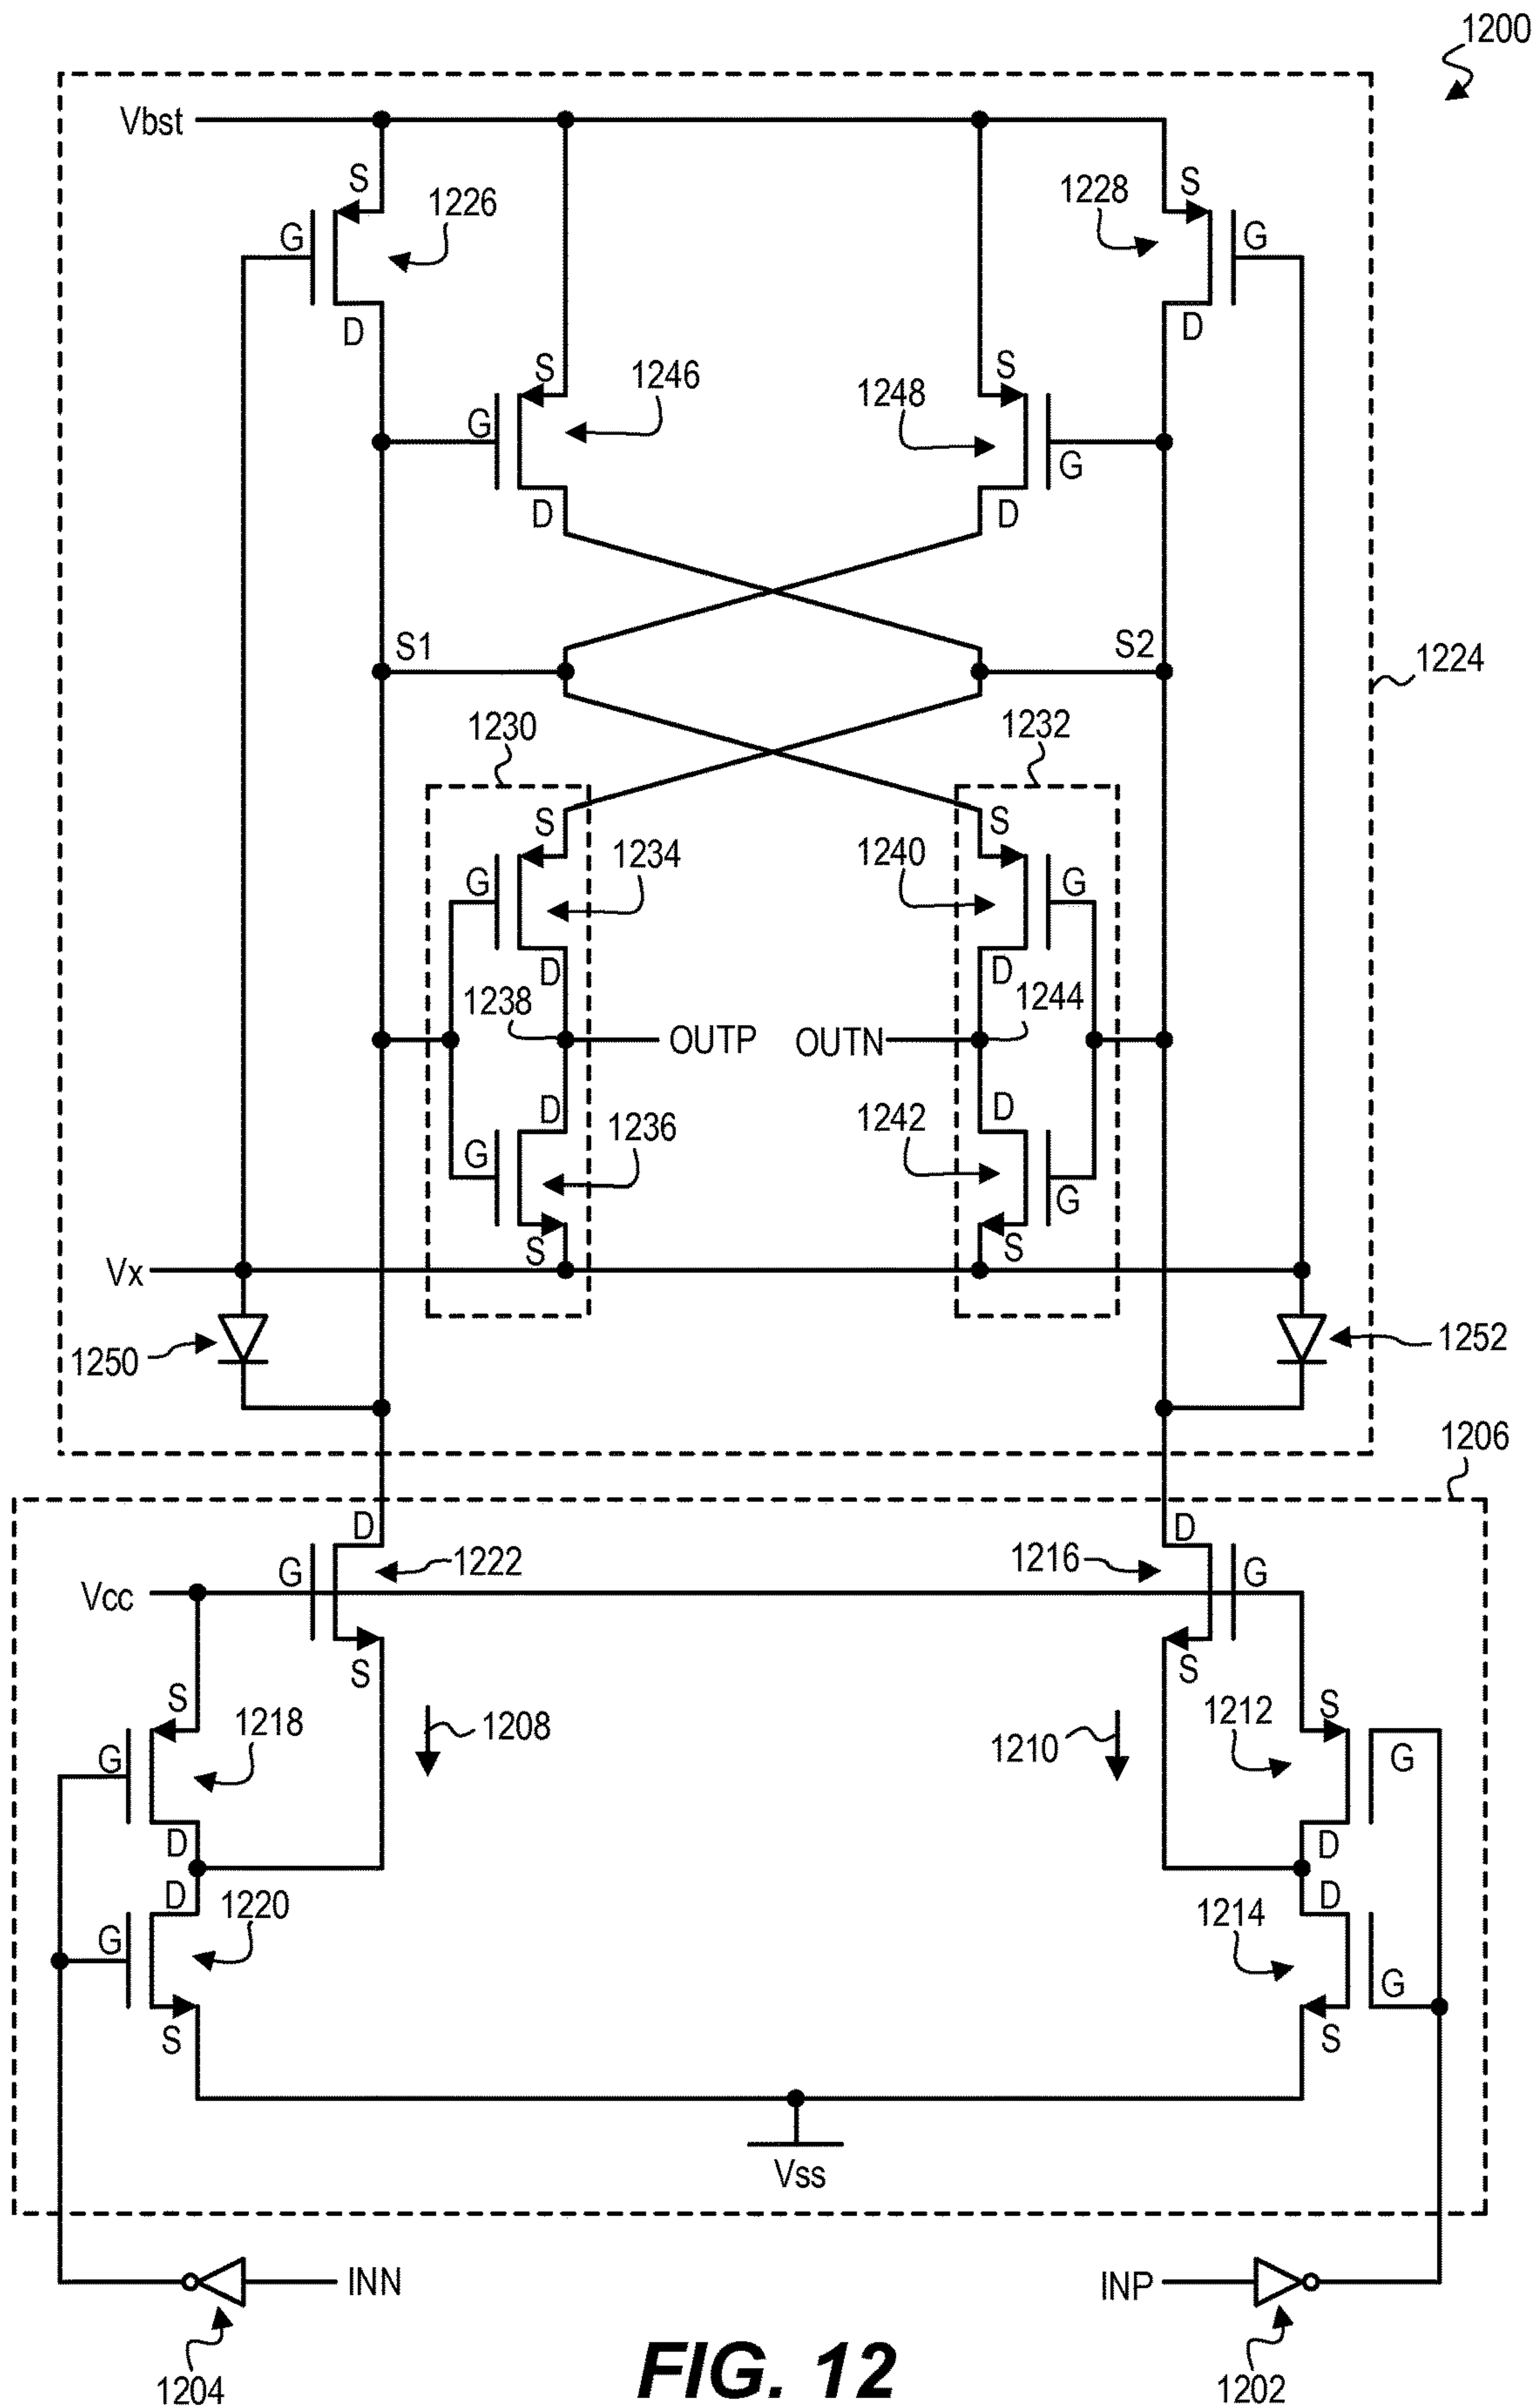 1200
Vbst
S
1226
1228
S
G
G
D
D
S
1246
1248
S
G
G
D
D
S1
S2
1224
1230
1232
S
S
G
1234
1240
G
D
D
1238
1244
OUTP
OUTN
D
D
G
1236
1242
G
S
S
Vx
1250
1252
1206
D
D
G
1222
1216
G
Vcc
S
S
S
1218
1208
1210
1212
S
G
G
D
D
D
D
G
1220
1214
G
S
S
Vss
INN
INP
1204
1202
FIG. 12